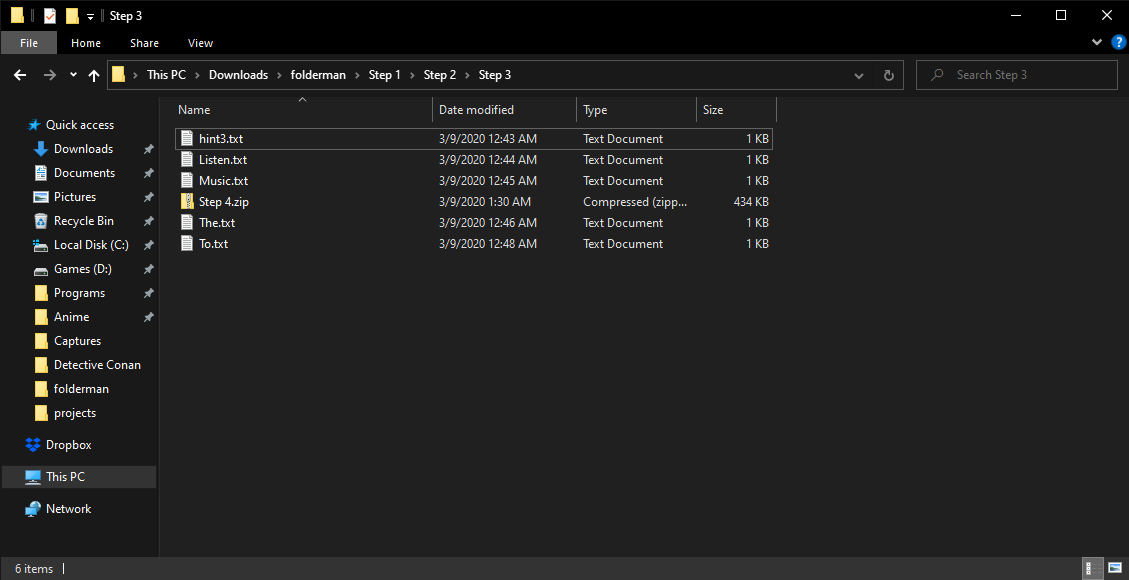 Step 3
File Home Share View
This PC Downloads folderman Step 1 Step 2 Step 3 Search Step 3
Name Date modified Type Size
Quick access
Downloads
Documents
Pictures
Recycle Bin
Local Disk (C:)
Games (D:)
Programs
Anime
Captures
Detective Conan
folderman
projects
Dropbox
This PC
Network
hint3.txt 3/9/2020 12:43 AM Text Document 1 KB
Listen.txt 3/9/2020 12:44 AM Text Document 1 KB
Music.txt 3/9/2020 12:45 AM Text Document 1 KB
Step 4.zip 3/9/2020 1:30 AM Compressed (zipp... 434 KB
The.txt 3/9/2020 12:46 AM Text Document 1 KB
To.txt 3/9/2020 12:48 AM Text Document 1 KB
6 items